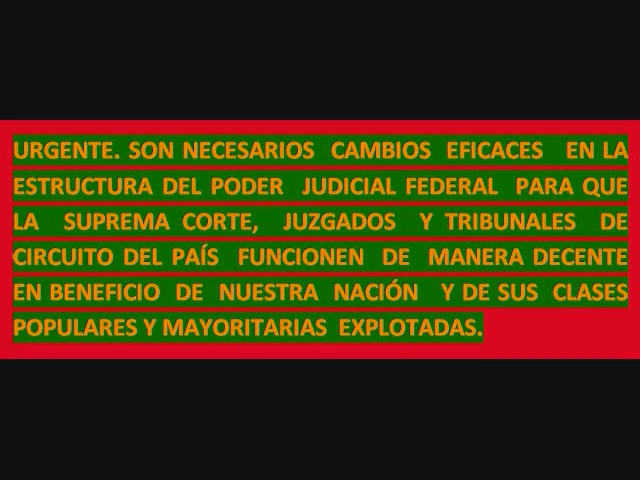 URGENTE. SON NECESARIOS CAMBIOS EFICACES EN LA
ESTRUCTURA DEL PODER JUDICIAL FEDERAL PARA QUE
LA SUPREMA CORTE, JUZGADOS Y TRIBUNALES DE
CIRCUITO DEL PAÍS FUNCIONEN DE MANERA DECENTE
EN BENEFICIO DE NUESTRA NACIÓN Y DE SUS CLASES
POPULARES Y MAYORITARIAS EXPLOTADAS.